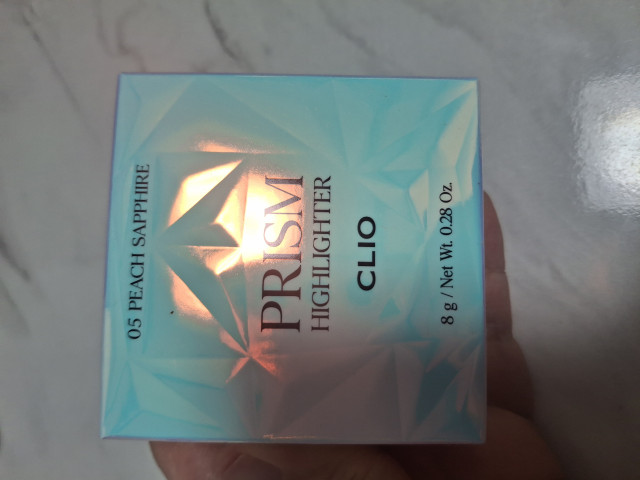 05 PEACH SAPPHIRE
PRISM
HIGHLIGHTER
CLIO
8 g / Net Wt. 0.28 Oz